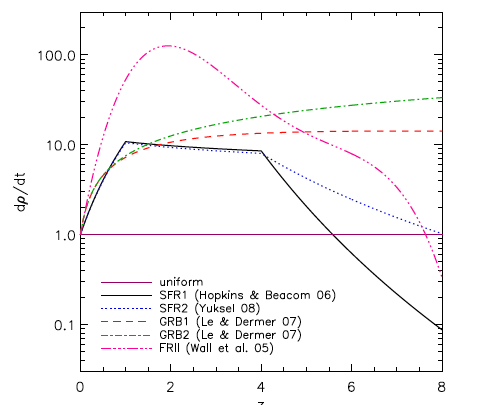 100.0
10.0
1.0
0.1
dρ/dt
uniform
SFR1 (Hopkins & Beacom 06)
SFR2 (Yuksel 08)
GRB1 (Le & Dermer 07)
GRB2 (Le & Dermer 07)
FRII (Wall et al. 05)
0 2 4 6 8